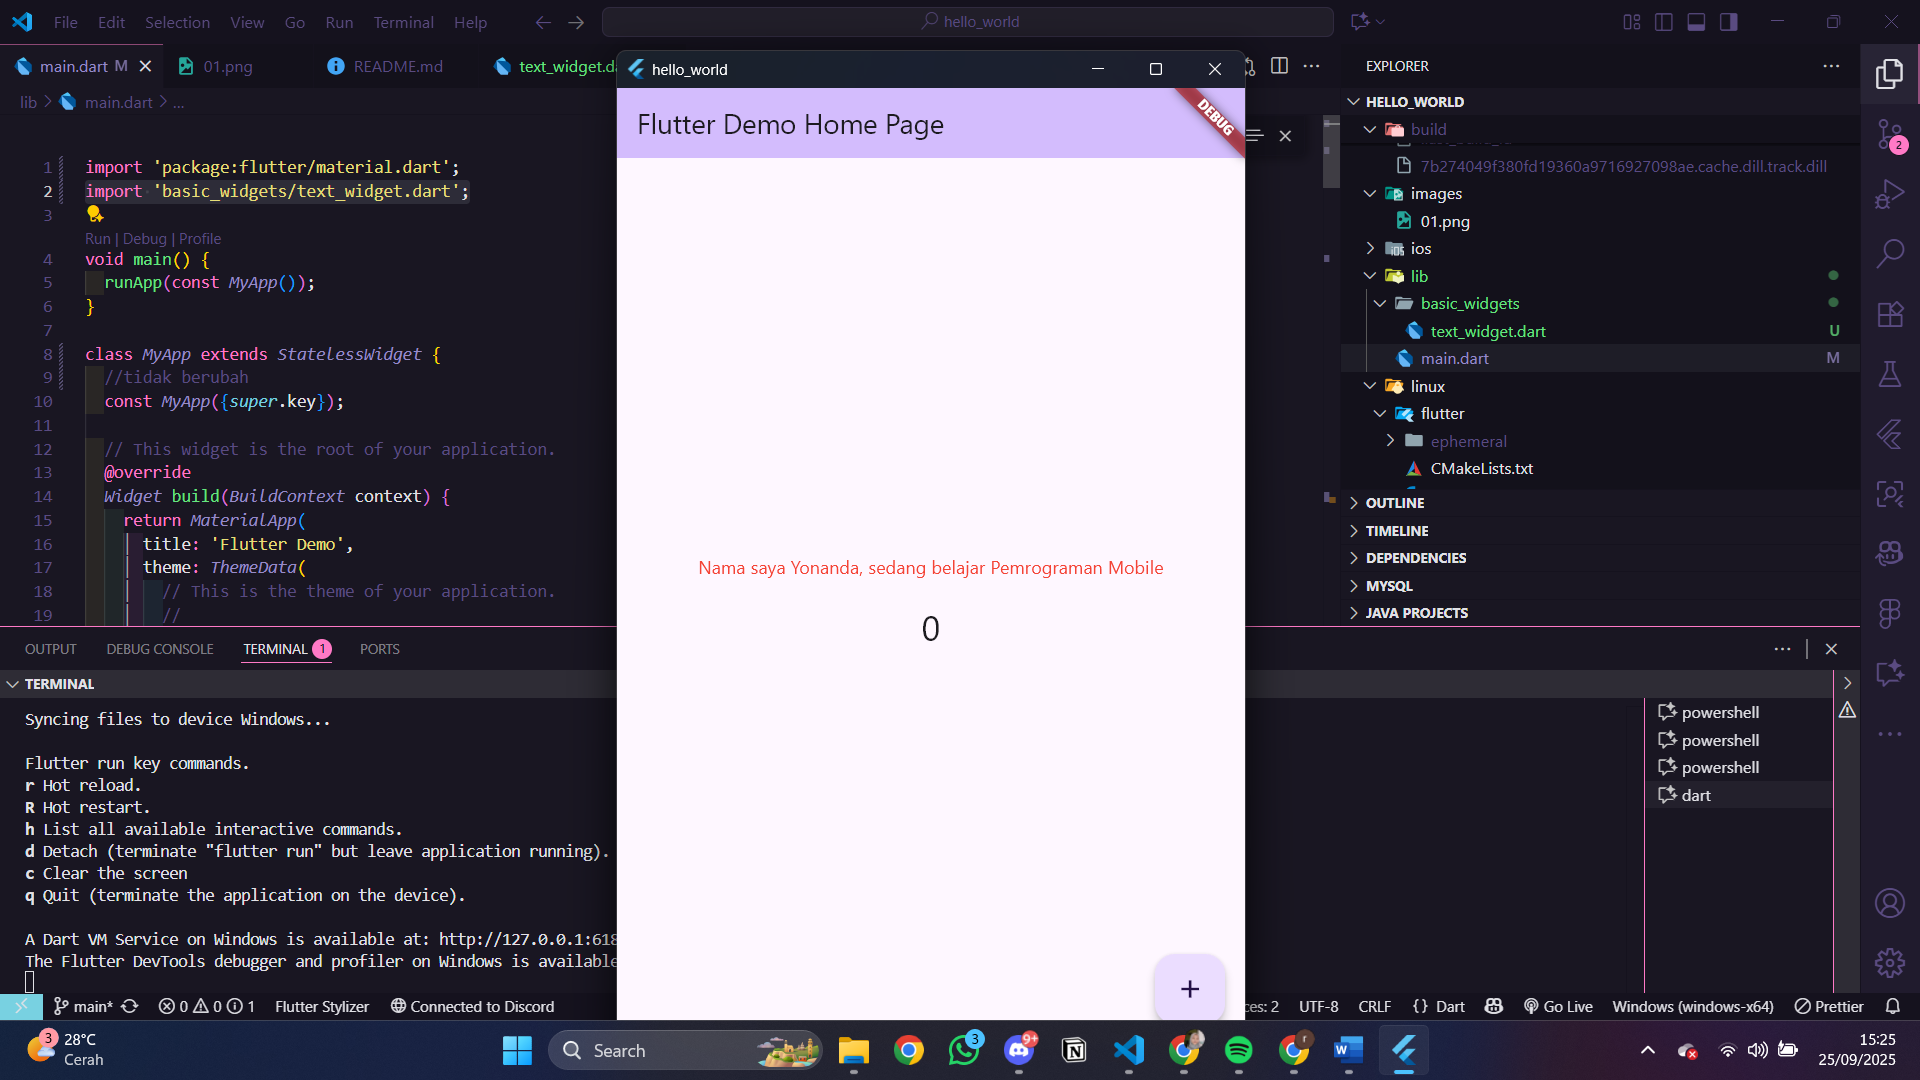 File Edit Selection View Go Run Terminal Help
hello_world
main.dart M
01.png
README.md
text_widget.da
hello_world
EXPLORER
lib > main.dart > ...
Flutter Demo Home Page
DEBUG
1 import 'package:flutter/material.dart';
2 import 'basic_widgets/text_widget.dart';
3
Run | Debug | Profile
4 void main() {
5 runApp(const MyApp());
6 }
7
8 class MyApp extends StatelessWidget {
9 //tidak berubah
10 const MyApp({super.key});
11
12 // This widget is the root of your application.
13 @override
14 Widget build(BuildContext context) {
15 return MaterialApp(
16 title: 'Flutter Demo',
17 theme: ThemeData(
18 // This is the theme of your application.
19 //
Nama saya Yonanda, sedang belajar Pemrograman Mobile
0
+
HELLO_WORLD
build
7b274049f380fd19360a9716927098ae.cache.dill.track.dill
images
01.png
ios
lib
basic_widgets
text_widget.dart U
main.dart M
linux
flutter
ephemeral
CMakeLists.txt
OUTLINE
TIMELINE
DEPENDENCIES
MYSQL
JAVA PROJECTS
2
OUTPUT DEBUG CONSOLE TERMINAL 1 PORTS
TERMINAL
Syncing files to device Windows...
Flutter run key commands.
r Hot reload.
R Hot restart.
h List all available interactive commands.
d Detach (terminate "flutter run" but leave application running).
c Clear the screen
q Quit (terminate the application on the device).
A Dart VM Service on Windows is available at: http://127.0.0.1:618
The Flutter DevTools debugger and profiler on Windows is available
powershell
powershell
powershell
dart
main* 0 0 1 Flutter Stylizer Connected to Discord
ces: 2 UTF-8 CRLF {} Dart Go Live Windows (windows-x64) Prettier
3 28°C
Cerah
Search
3
9+
15:25
25/09/2025